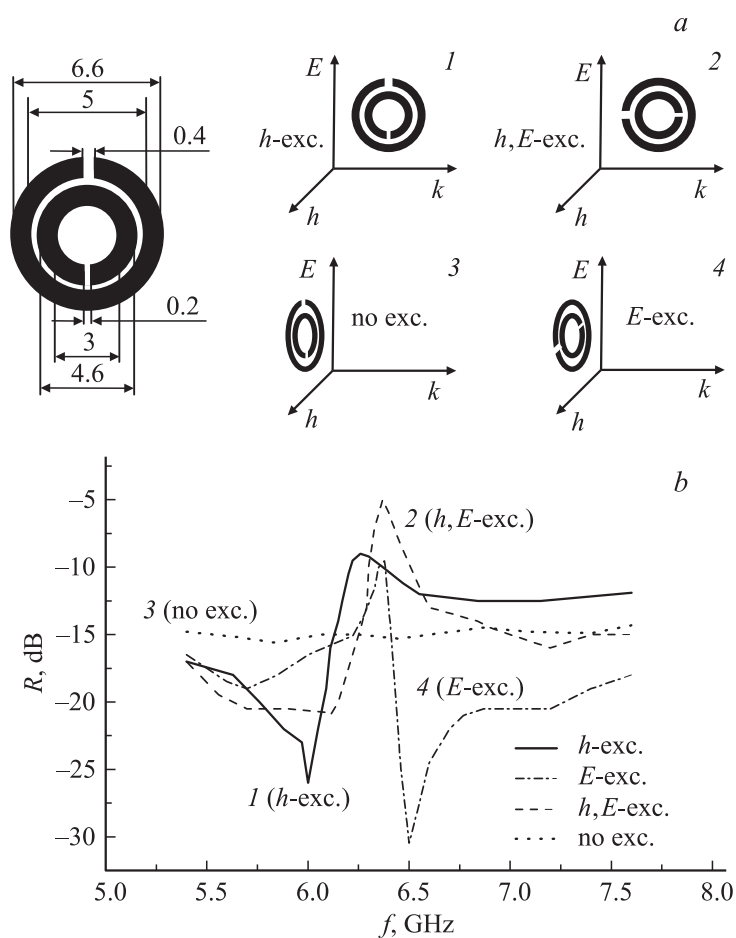 a
6.6
5
0.4
0.2
3
4.6
E 1
h-exc.
k
h
E 2
h,E-exc.
k
h
E 3
no exc.
k
h
E 4
E-exc.
k
h
b
–5
–10
–15
–20
–25
–30
R, dB
2 (h,E-exc.)
3 (no exc.)
4 (E-exc.)
1 (h-exc.)
h-exc.
E-exc.
h,E-exc.
no exc.
5.0 5.5 6.0 6.5 7.0 7.5 8.0
f, GHz